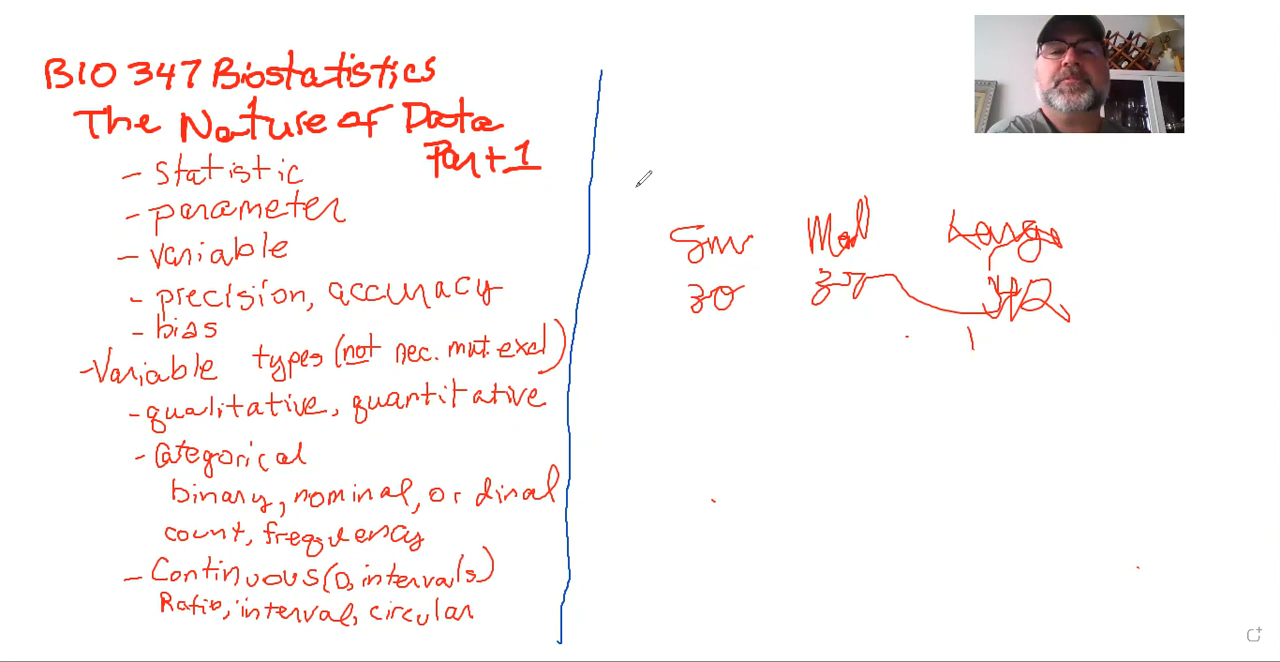 BIO 347 Biostatistics
The Nature of Data
Part 1
- statistic
- parameter
- variable
- precision, accuracy
- bias
- Variable types (not nec. mut. excl)
- qualitative, quantitative
- Categorical
binary, nominal, ordinal
count, frequency
- Continuous (0, intervals)
Ratio, interval, circular
Sm Med Large
30